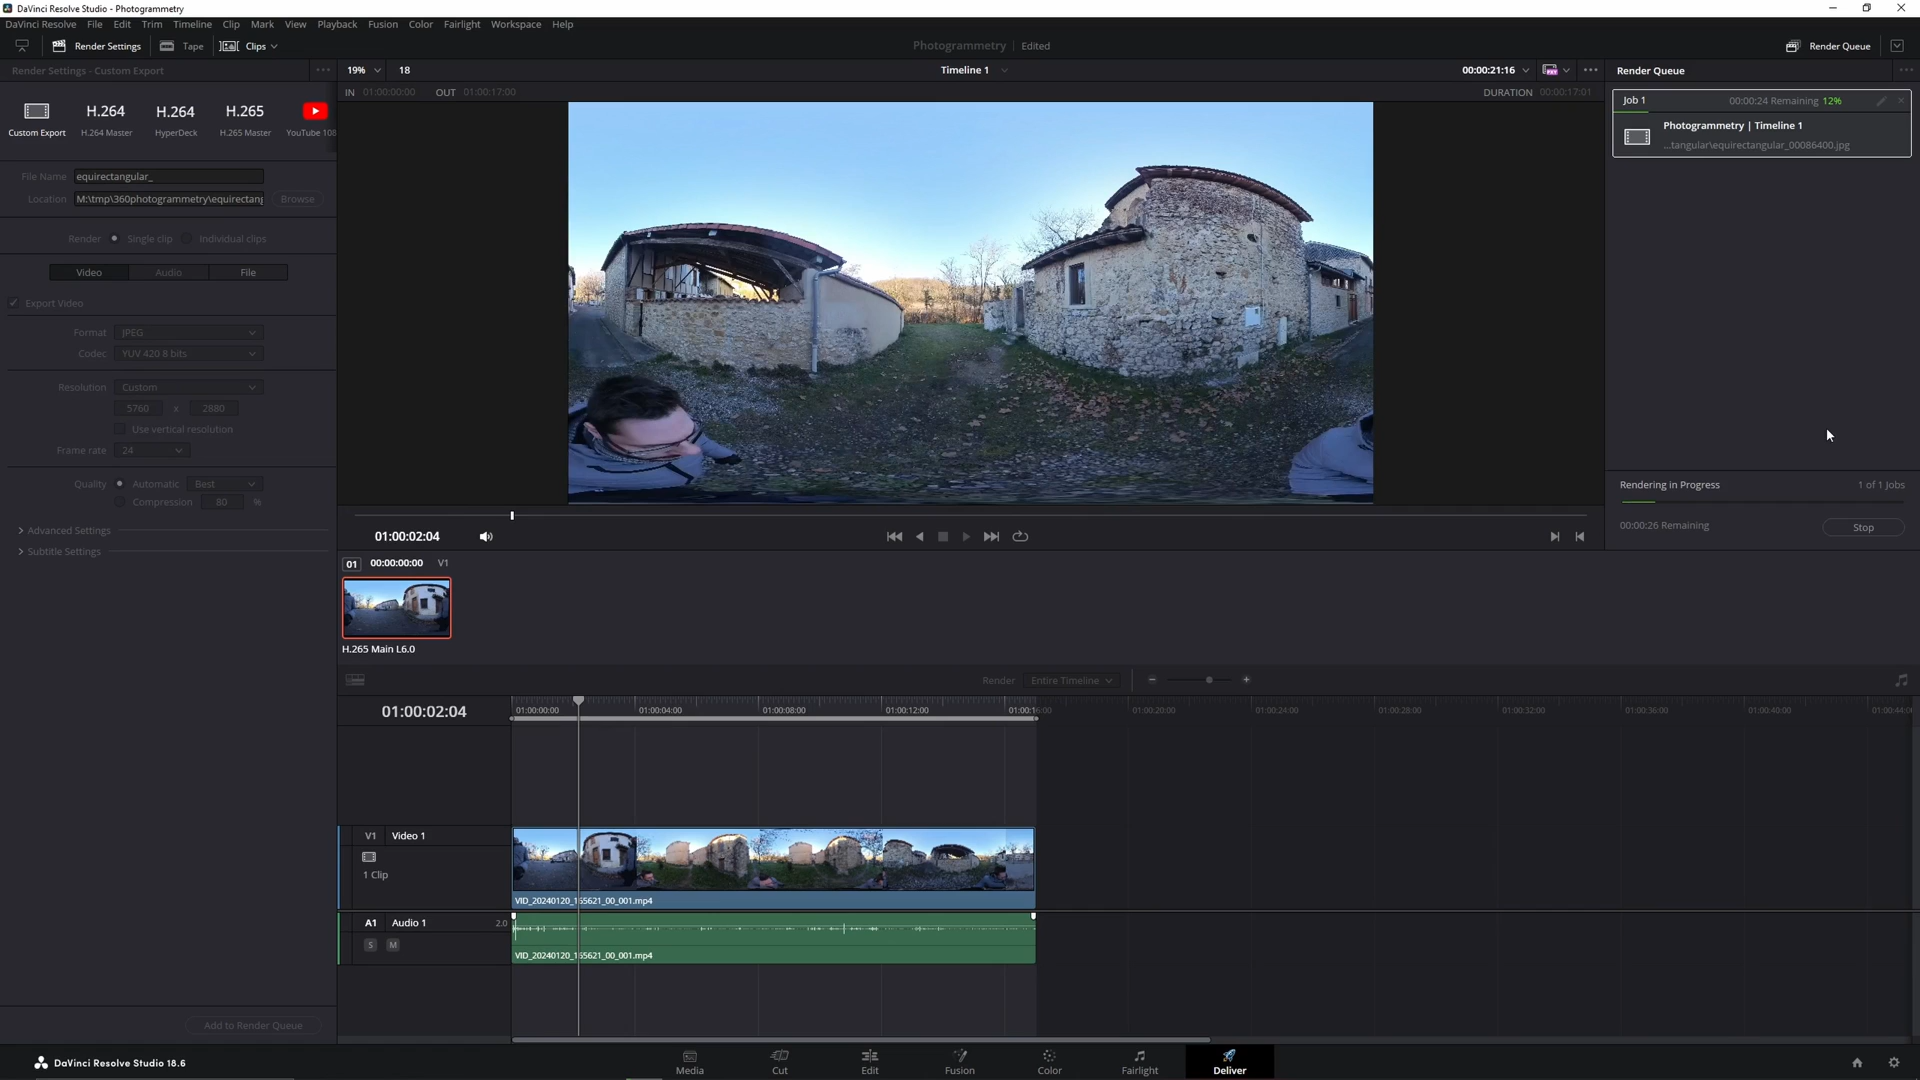 DaVinci Resolve Studio - Photogrammetry
DaVinci Resolve File Edit Trim Timeline Clip Mark View Playback Fusion Color Fairlight Workspace Help
Render Settings Tape Clips Photogrammetry Edited Render Queue
Render Settings - Custom Export 19% 18 Timeline 1 00:00:21:16 Render Queue
IN 01:00:00:00 OUT 01:00:17:00 DURATION 00:00:17:01
H.264 H.264 H.265
Custom Export H.264 Master HyperDeck H.265 Master YouTube 108
Job 1 00:00:24 Remaining 12%
Photogrammetry | Timeline 1
...tangular\equirectangular_00086400.jpg
File Name equirectangular_
Location M:\tmp\360photogrammetry\equirectang Browse
Render Single clip Individual clips
Video Audio File
Export Video
Format JPEG
Codec YUV 420 8 bits
Resolution Custom
5760 x 2880
Use vertical resolution
Frame rate 24
Quality Automatic Best
Compression 80 %
Advanced Settings
Subtitle Settings
Rendering in Progress 1 of 1 Jobs
00:00:26 Remaining Stop
01:00:02:04
01 00:00:00:00 V1
H.265 Main L6.0
Render Entire Timeline
01:00:02:04
01:00:00:00 01:00:04:00 01:00:08:00 01:00:12:00 01:00:16:00 01:00:20:00 01:00:24:00 01:00:28:00 01:00:32:00 01:00:36:00 01:00:40:00 01:00:44:0
V1 Video 1
1 Clip
VID_20240120_165621_00_001.mp4
A1 Audio 1 2.0
S M
VID_20240120_165621_00_001.mp4
Add to Render Queue
DaVinci Resolve Studio 18.6
Media Cut Edit Fusion Color Fairlight Deliver